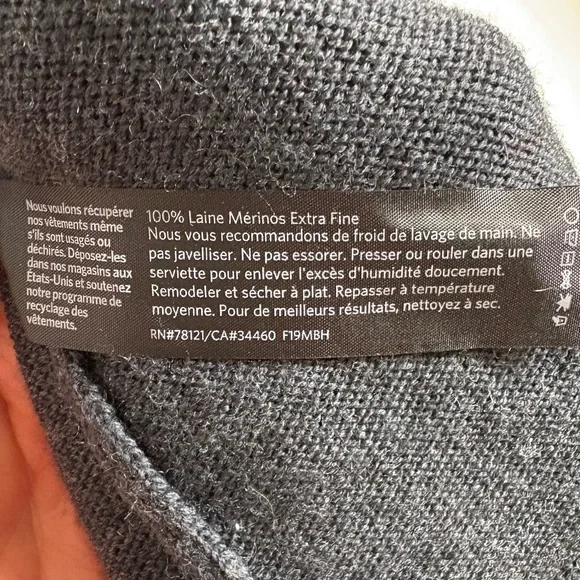 Nous voulons récupérer
nos vêtements même
s'ils sont usagés ou
déchirés. Déposez-les
dans nos magasins aux
États-Unis et soutenez
notre programme de
recyclage des
vêtements.
100% Laine Mérinos Extra Fine
Nous vous recommandons de froid de lavage de main. Ne
pas javelliser. Ne pas essorer. Presser ou rouler dans une
serviette pour enlever l'excès d'humidité doucement.
Remodeler et sécher à plat. Repasser à température
moyenne. Pour de meilleurs résultats, nettoyez à sec.
RN#78121/CA#34460 F19MBH